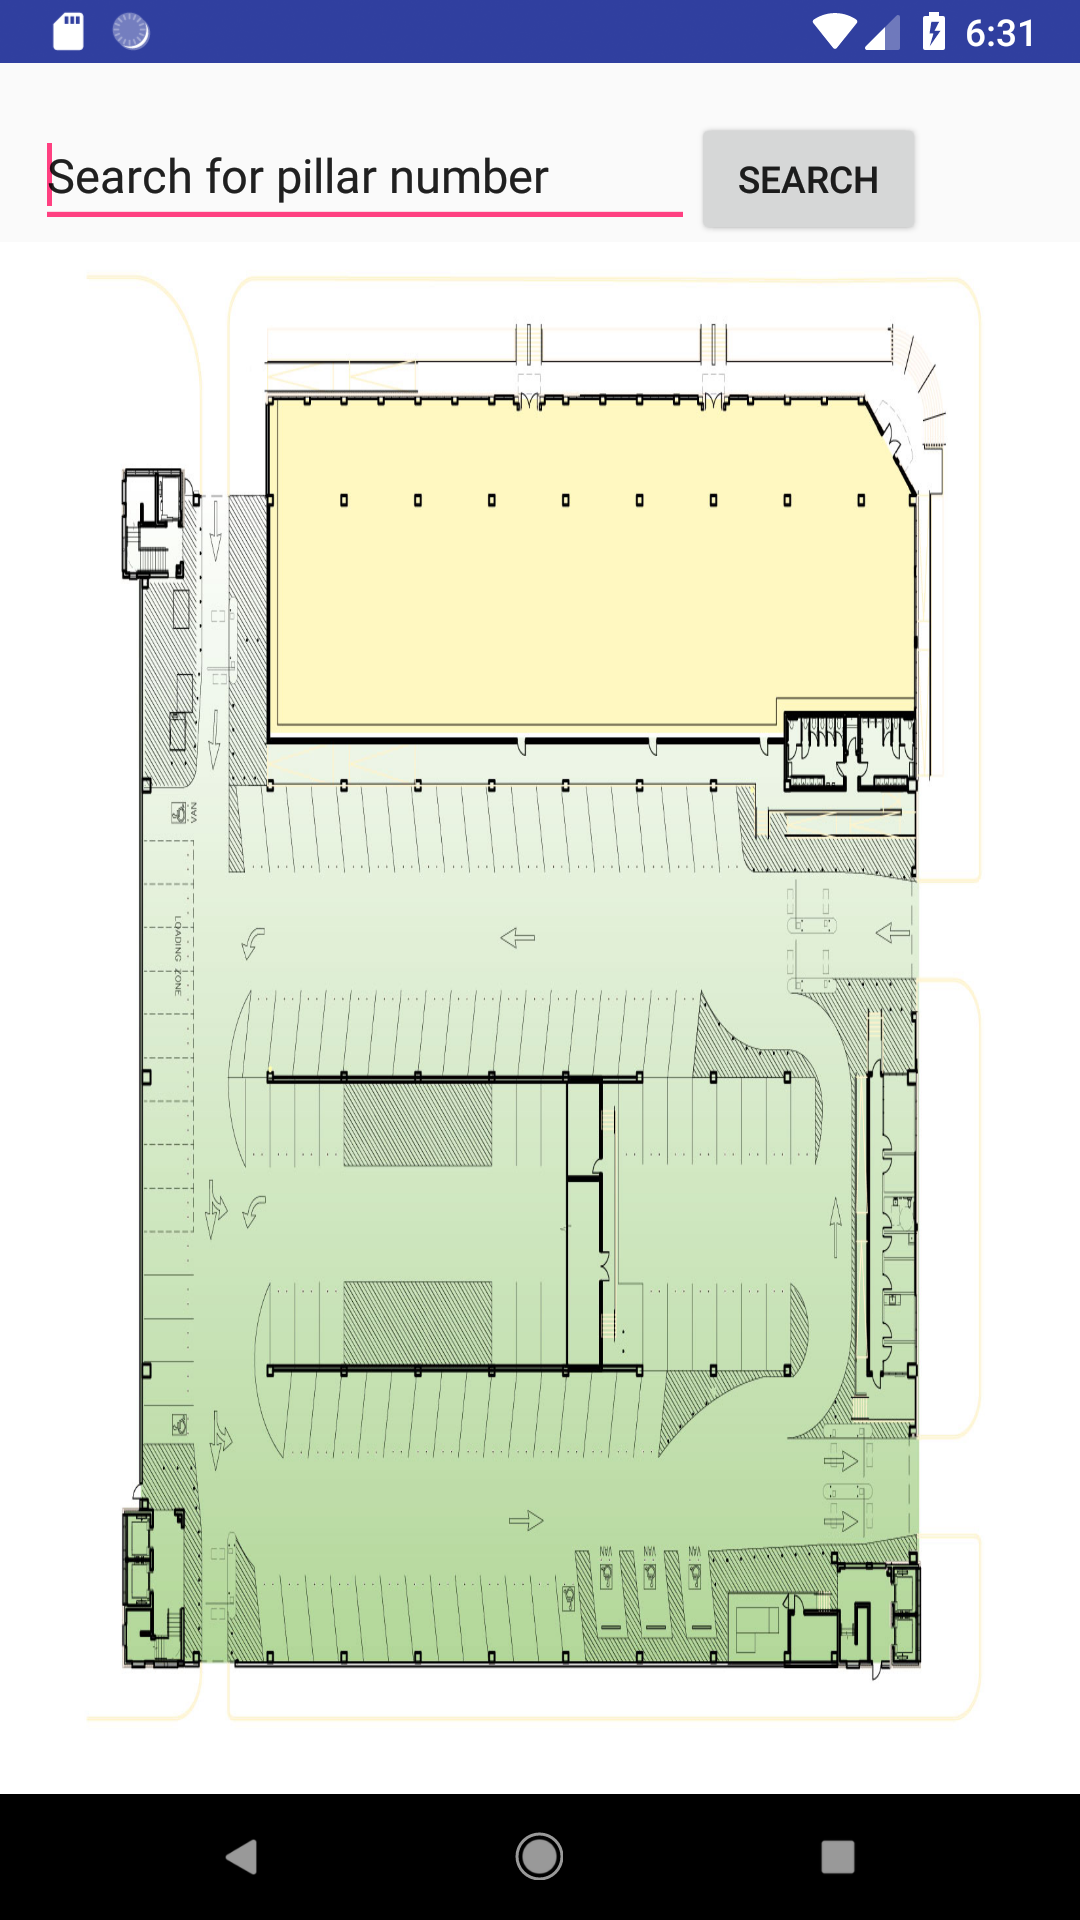 6:31
Search for pillar number
SEARCH
VAN
LOADING ZONE
VAN VAN VAN